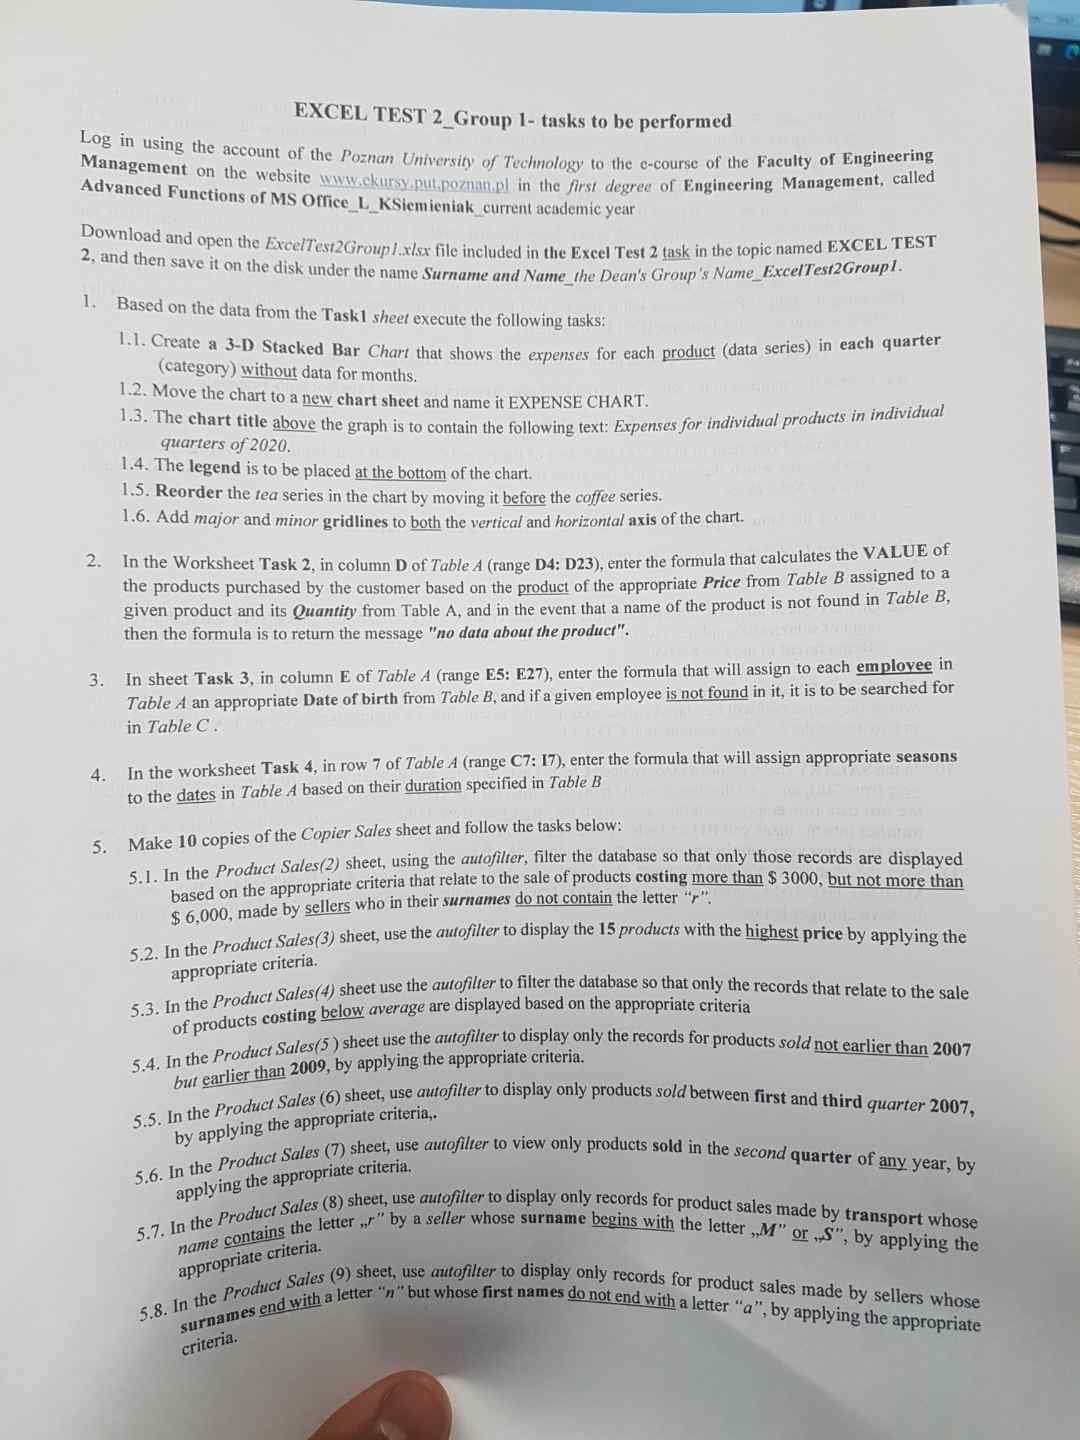 EXCEL TEST 2_Group 1- tasks to be performed
Log in using the account of the Poznan University of Technology to the e-course of the Faculty of Engineering
Management on the website www.ekursy.put.poznan.pl in the first degree of Engineering Management, called
Advanced Functions of MS Office_L_KSiemieniak_current academic year
Download and open the ExcelTest2Group1.xlsx file included in the Excel Test 2 task in the topic named EXCEL TEST
2, and then save it on the disk under the name Surname and Name_the Dean's Group's Name_ExcelTest2Group1.
1. Based on the data from the Task1 sheet execute the following tasks:
1.1. Create a 3-D Stacked Bar Chart that shows the expenses for each product (data series) in each quarter
(category) without data for months.
1.2. Move the chart to a new chart sheet and name it EXPENSE CHART.
1.3. The chart title above the graph is to contain the following text: Expenses for individual products in individual
quarters of 2020.
1.4. The legend is to be placed at the bottom of the chart.
1.5. Reorder the tea series in the chart by moving it before the coffee series.
1.6. Add major and minor gridlines to both the vertical and horizontal axis of the chart.
2. In the Worksheet Task 2, in column D of Table A (range D4: D23), enter the formula that calculates the VALUE of
the products purchased by the customer based on the product of the appropriate Price from Table B assigned to a
given product and its Quantity from Table A, and in the event that a name of the product is not found in Table B,
then the formula is to return the message "no data about the product".
3. In sheet Task 3, in column E of Table A (range E5: E27), enter the formula that will assign to each employee in
Table A an appropriate Date of birth from Table B, and if a given employee is not found in it, it is to be searched for
in Table C .
4. In the worksheet Task 4, in row 7 of Table A (range C7: I7), enter the formula that will assign appropriate seasons
to the dates in Table A based on their duration specified in Table B
5. Make 10 copies of the Copier Sales sheet and follow the tasks below:
5.1. In the Product Sales(2) sheet, using the autofilter, filter the database so that only those records are displayed
based on the appropriate criteria that relate to the sale of products costing more than $ 3000, but not more than
$ 6,000, made by sellers who in their surnames do not contain the letter "r".
5.2. In the Product Sales(3) sheet, use the autofilter to display the 15 products with the highest price by applying the
appropriate criteria.
5.3. In the Product Sales(4) sheet use the autofilter to filter the database so that only the records that relate to the sale
of products costing below average are displayed based on the appropriate criteria
5.4. In the Product Sales(5 ) sheet use the autofilter to display only the records for products sold not earlier than 2007
but earlier than 2009, by applying the appropriate criteria.
5.5. In the Product Sales (6) sheet, use autofilter to display only products sold between first and third quarter 2007,
by applying the appropriate criteria,.
5.6. In the Product Sales (7) sheet, use autofilter to view only products sold in the second quarter of any year, by
applying the appropriate criteria.
5.7. In the Product Sales (8) sheet, use autofilter to display only records for product sales made by transport whose
name contains the letter „r" by a seller whose surname begins with the letter „M" or „S", by applying the
appropriate criteria.
5.8. In the Product Sales (9) sheet, use autofilter to display only records for product sales made by sellers whose
surnames end with a letter "n" but whose first names do not end with a letter "a", by applying the appropriate
criteria.